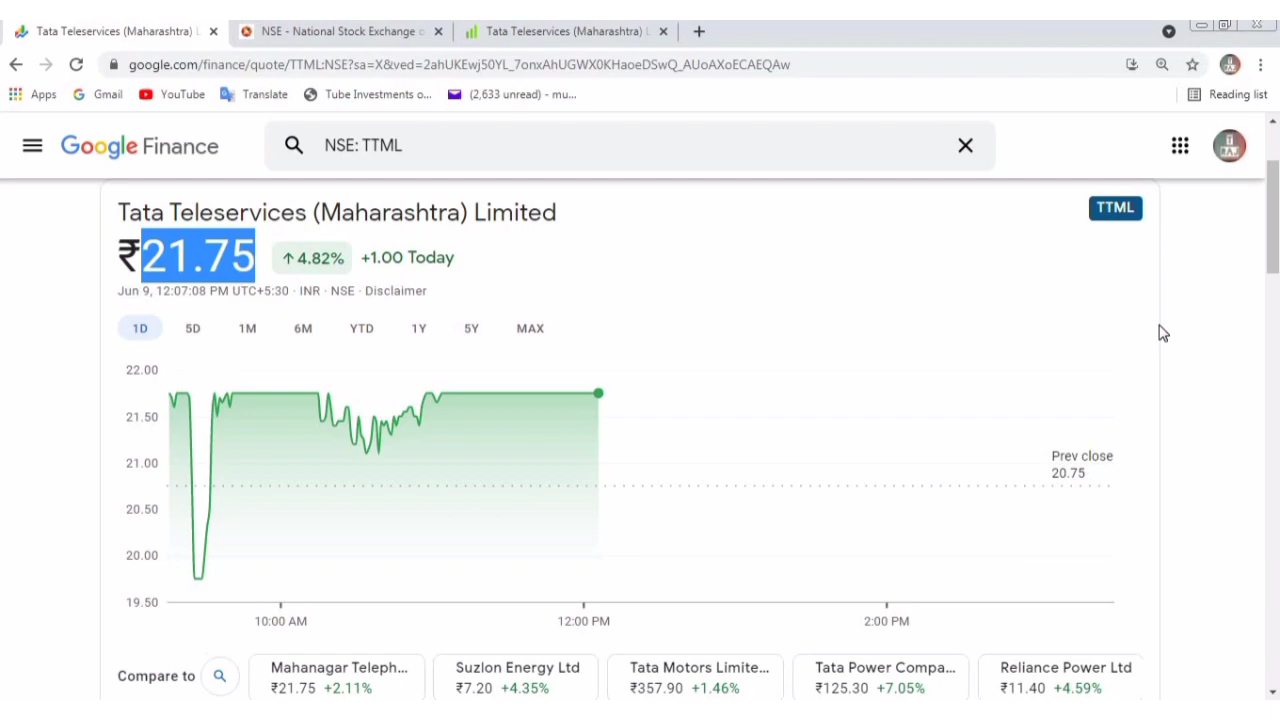 Tata Teleservices (Maharashtra) L
NSE - National Stock Exchange o
Tata Teleservices (Maharashtra) L
google.com/finance/quote/TTML:NSE?sa=X&ved=2ahUKEwj50YL_7onxAhUGWX0KHaoeDSwQ_AUoAXoECAEQAw
Apps Gmail YouTube Translate Tube Investments o... (2,633 unread) - mu... Reading list
Google Finance NSE: TTML
Tata Teleservices (Maharashtra) Limited TTML
₹21.75 ↑ 4.82% +1.00 Today
Jun 9, 12:07:08 PM UTC+5:30 · INR · NSE · Disclaimer
1D 5D 1M 6M YTD 1Y 5Y MAX
22.00
21.50
21.00
Prev close
20.75
20.50
20.00
19.50
10:00 AM 12:00 PM 2:00 PM
Compare to
Mahanagar Teleph...
₹21.75 +2.11%
Suzlon Energy Ltd
₹7.20 +4.35%
Tata Motors Limite...
₹357.90 +1.46%
Tata Power Compa...
₹125.30 +7.05%
Reliance Power Ltd
₹11.40 +4.59%